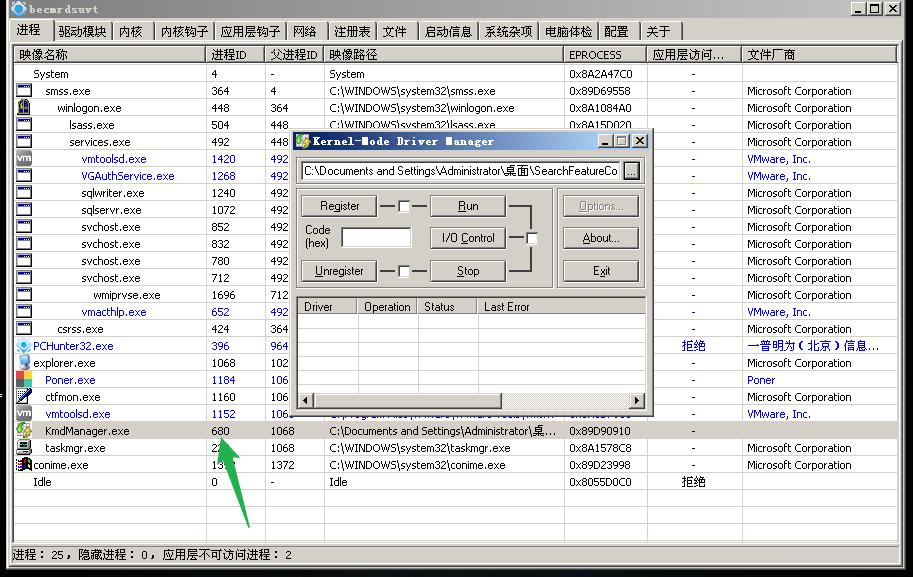 becmrdsuvt
进程 驱动模块 内核 内核钩子 应用层钩子 网络 注册表 文件 启动信息 系统杂项 电脑体检 配置 关于
映像名称 进程ID 父进程ID 映像路径 EPROCESS 应用层访问... 文件厂商
System 4 - System 0x8A2A47C0 -
smss.exe 364 4 C:\WINDOWS\system32\smss.exe 0x89D69558 - Microsoft Corporation
winlogon.exe 448 364 C:\WINDOWS\system32\winlogon.exe 0x8A1084A0 - Microsoft Corporation
lsass.exe 504 448 C:\WINDOWS\system32\lsass.exe 0x8A15D020 - Microsoft Corporation
services.exe 492 448 - Microsoft Corporation
vmtoolsd.exe 1420 492 - VMware, Inc.
VGAuthService.exe 1268 492 - VMware, Inc.
sqlwriter.exe 1240 492 - Microsoft Corporation
sqlservr.exe 1072 492 - Microsoft Corporation
svchost.exe 852 492 - Microsoft Corporation
svchost.exe 832 492 - Microsoft Corporation
svchost.exe 780 492 - Microsoft Corporation
svchost.exe 712 492 - Microsoft Corporation
wmiprvse.exe 1696 712 - Microsoft Corporation
vmacthlp.exe 652 492 - VMware, Inc.
csrss.exe 424 364 - Microsoft Corporation
PCHunter32.exe 396 964 拒绝 一普明为（北京）信息...
explorer.exe 1068 102 - Microsoft Corporation
Poner.exe 1184 106 - Poner
ctfmon.exe 1160 106 - Microsoft Corporation
vmtoolsd.exe 1152 106 - VMware, Inc.
KmdManager.exe 680 1068 C:\Documents and Settings\Administrator\桌... 0x89D90910 -
taskmgr.exe 1068 C:\WINDOWS\system32\taskmgr.exe 0x8A1578C8 - Microsoft Corporation
conime.exe 1372 C:\WINDOWS\system32\conime.exe 0x89D23998 - Microsoft Corporation
Idle 0 - Idle 0x8055D0C0 拒绝
Kernel-Mode Driver Manager
C:\Documents and Settings\Administrator\桌面\SearchFeatureCo ...
Register Run Options...
Code (hex) I/O Control About...
Unregister Stop Exit
Driver Operation Status Last Error
进程：25，隐藏进程：0，应用层不可访问进程：2